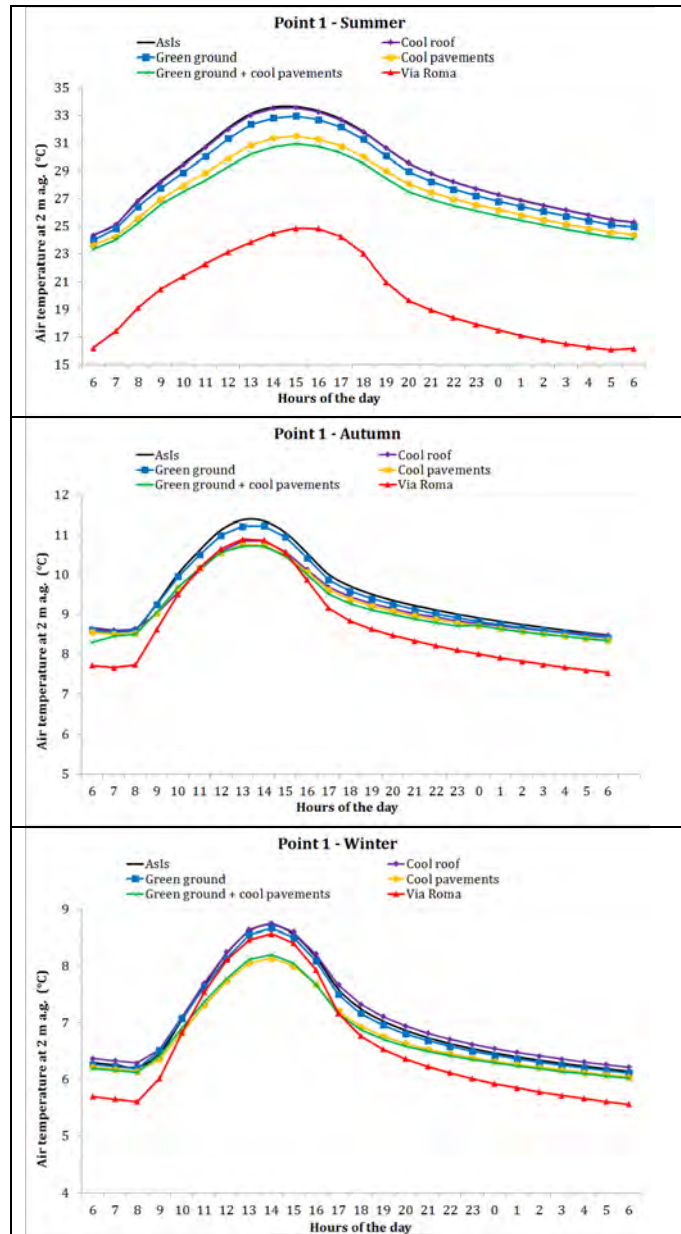 Point 1 - Summer
AsIs Cool roof
Green ground Cool pavements
Green ground + cool pavements Via Roma
35
33
31
29
27
25
23
21
19
17
15
Air temperature at 2 m a.g. (°C)
6 7 8 9 10 11 12 13 14 15 16 17 18 19 20 21 22 23 0 1 2 3 4 5 6
Hours of the day
Point 1 - Autumn
AsIs Cool roof
Green ground Cool pavements
Green ground + cool pavements Via Roma
12
11
10
9
8
7
6
5
Air temperature at 2 m a.g. (°C)
6 7 8 9 10 11 12 13 14 15 16 17 18 19 20 21 22 23 0 1 2 3 4 5 6
Hours of the day
Point 1 - Winter
AsIs Cool roof
Green ground Cool pavements
Green ground + cool pavements Via Roma
9
8
7
6
5
4
Air temperature at 2 m a.g. (°C)
6 7 8 9 10 11 12 13 14 15 16 17 18 19 20 21 22 23 0 1 2 3 4 5 6
Hours of the day